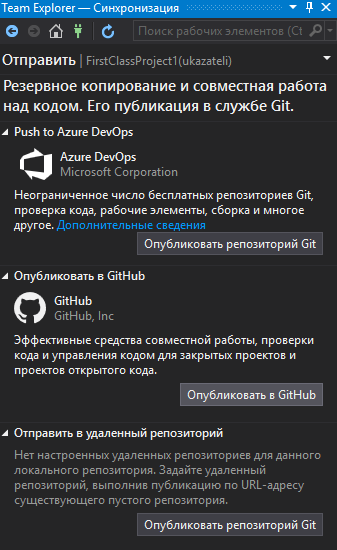 Team Explorer — Синхронизация
Поиск рабочих элементов (Ct
Отправить | FirstClassProject1(ukazateli)
Резервное копирование и совместная работа
над кодом. Его публикация в службе Git.
Push to Azure DevOps
Azure DevOps
Microsoft Corporation
Неограниченное число бесплатных репозиториев Git,
проверка кода, рабочие элементы, сборка и многое
другое. Дополнительные сведения
Опубликовать репозиторий Git
Опубликовать в GitHub
GitHub
GitHub, Inc
Эффективные средства совместной работы, проверки
кода и управления кодом для закрытых проектов и
проектов открытого кода.
Опубликовать в GitHub
Отправить в удаленный репозиторий
Нет настроенных удаленных репозиториев для данного
локального репозитория. Задайте удаленный
репозиторий, выполнив публикацию по URL-адресу
существующего пустого репозитория.
Опубликовать репозиторий Git